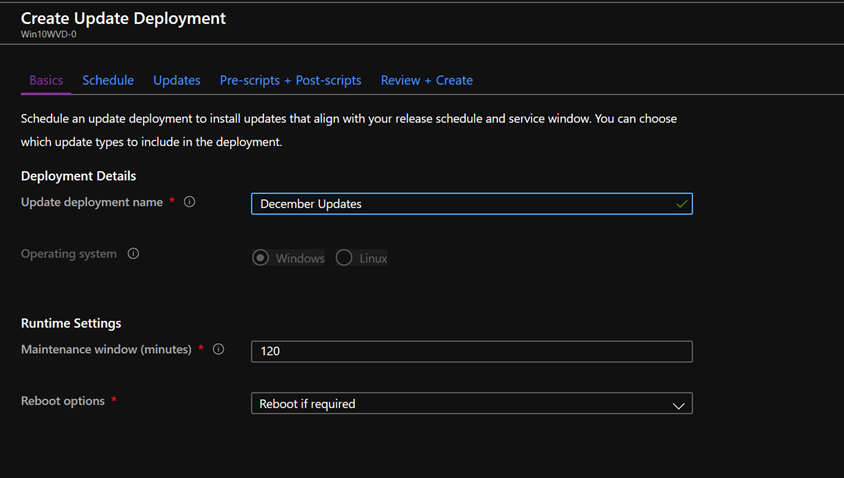 Create Update Deployment
Win10WVD-0
Basics Schedule Updates Pre-scripts + Post-scripts Review + Create
Schedule an update deployment to install updates that align with your release schedule and service window. You can choose
which update types to include in the deployment.
Deployment Details
Update deployment name * December Updates
Operating system Windows Linux
Runtime Settings
Maintenance window (minutes) * 120
Reboot options * Reboot if required